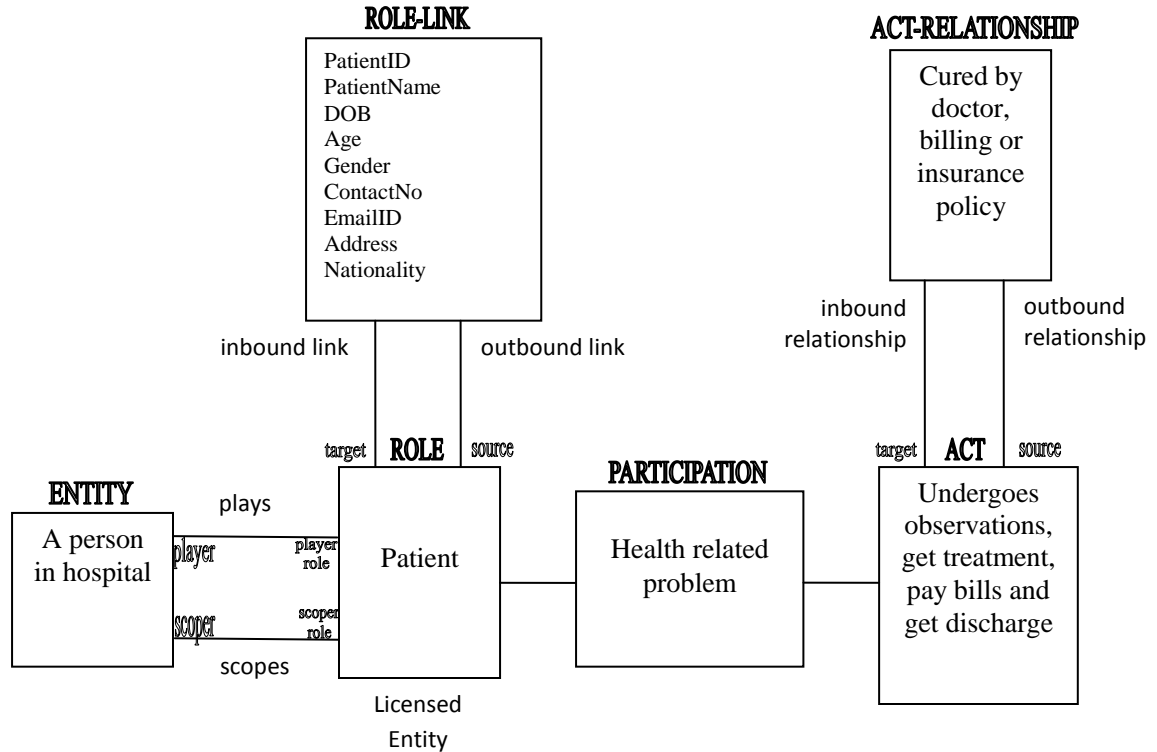 ROLE-LINK
PatientID
PatientName
DOB
Age
Gender
ContactNo
EmailID
Address
Nationality
inbound link
outbound link
ACT-RELATIONSHIP
Cured by
doctor,
billing or
insurance
policy
inbound
relationship
outbound
relationship
ENTITY
A person
in hospital
plays
player
player
role
scoper
scoper
role
scopes
target
ROLE
source
Patient
Licensed
Entity
PARTICIPATION
Health related
problem
target
ACT
source
Undergoes
observations,
get treatment,
pay bills and
get discharge